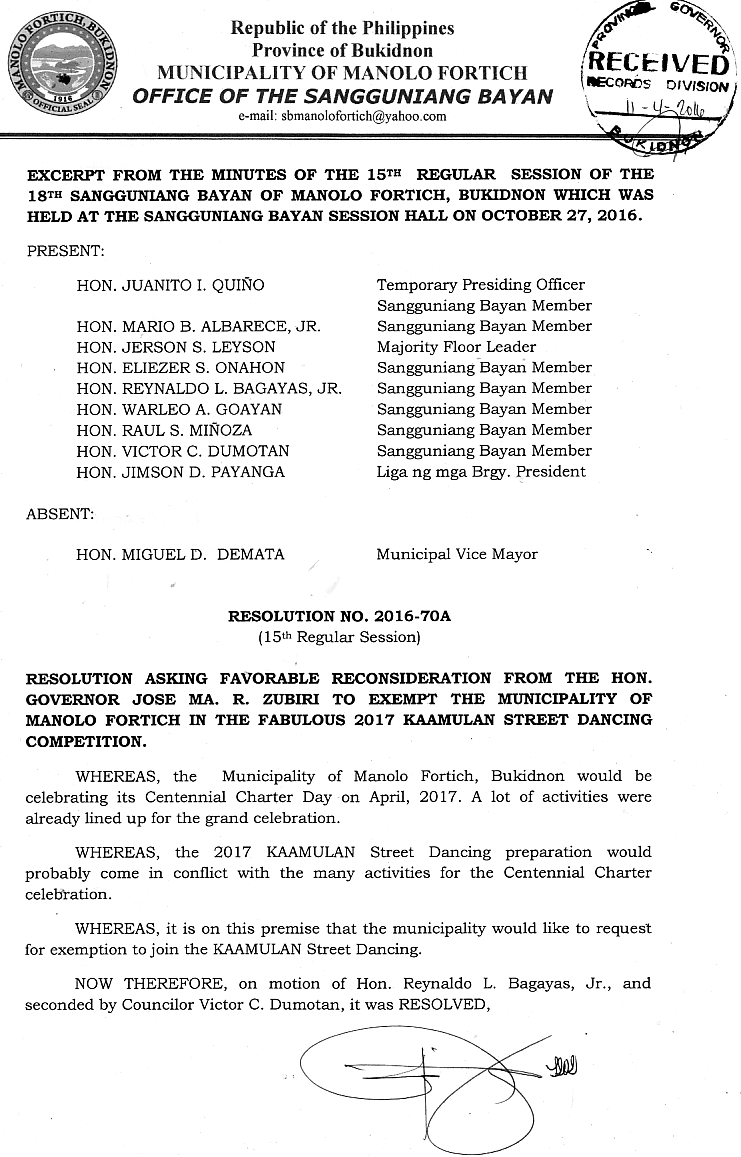 MANOLO FORTICH, BUKIDNON
1916
OFFICIAL SEAL
Republic of the Philippines
Province of Bukidnon
MUNICIPALITY OF MANOLO FORTICH
OFFICE OF THE SANGGUNIANG BAYAN
e-mail: sbmanolofortich@yahoo.com
GOVERNOR
RECEIVED
RECORDS DIVISION
11-4-2016
BUKIDNON
EXCERPT FROM THE MINUTES OF THE 15TH REGULAR SESSION OF THE
18TH SANGGUNIANG BAYAN OF MANOLO FORTICH, BUKIDNON WHICH WAS
HELD AT THE SANGGUNIANG BAYAN SESSION HALL ON OCTOBER 27, 2016.
PRESENT:
HON. JUANITO I. QUIÑO Temporary Presiding Officer
Sangguniang Bayan Member
HON. MARIO B. ALBARECE, JR. Sangguniang Bayan Member
HON. JERSON S. LEYSON Majority Floor Leader
HON. ELIEZER S. ONAHON Sangguniang Bayan Member
HON. REYNALDO L. BAGAYAS, JR. Sangguniang Bayan Member
HON. WARLEO A. GOAYAN Sangguniang Bayan Member
HON. RAUL S. MIÑOZA Sangguniang Bayan Member
HON. VICTOR C. DUMOTAN Sangguniang Bayan Member
HON. JIMSON D. PAYANGA Liga ng mga Brgy. President
ABSENT:
HON. MIGUEL D. DEMATA Municipal Vice Mayor
RESOLUTION NO. 2016-70A
(15th Regular Session)
RESOLUTION ASKING FAVORABLE RECONSIDERATION FROM THE HON.
GOVERNOR JOSE MA. R. ZUBIRI TO EXEMPT THE MUNICIPALITY OF
MANOLO FORTICH IN THE FABULOUS 2017 KAAMULAN STREET DANCING
COMPETITION.
WHEREAS, the Municipality of Manolo Fortich, Bukidnon would be
celebrating its Centennial Charter Day on April, 2017. A lot of activities were
already lined up for the grand celebration.
WHEREAS, the 2017 KAAMULAN Street Dancing preparation would
probably come in conflict with the many activities for the Centennial Charter
celebration.
WHEREAS, it is on this premise that the municipality would like to request
for exemption to join the KAAMULAN Street Dancing.
NOW THEREFORE, on motion of Hon. Reynaldo L. Bagayas, Jr., and
seconded by Councilor Victor C. Dumotan, it was RESOLVED,